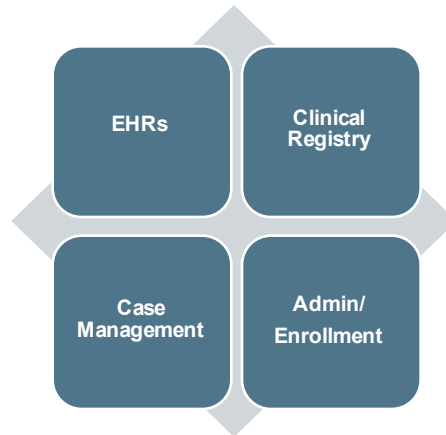 EHRs
Clinical
Registry
Case
Management
Admin/
Enrollment